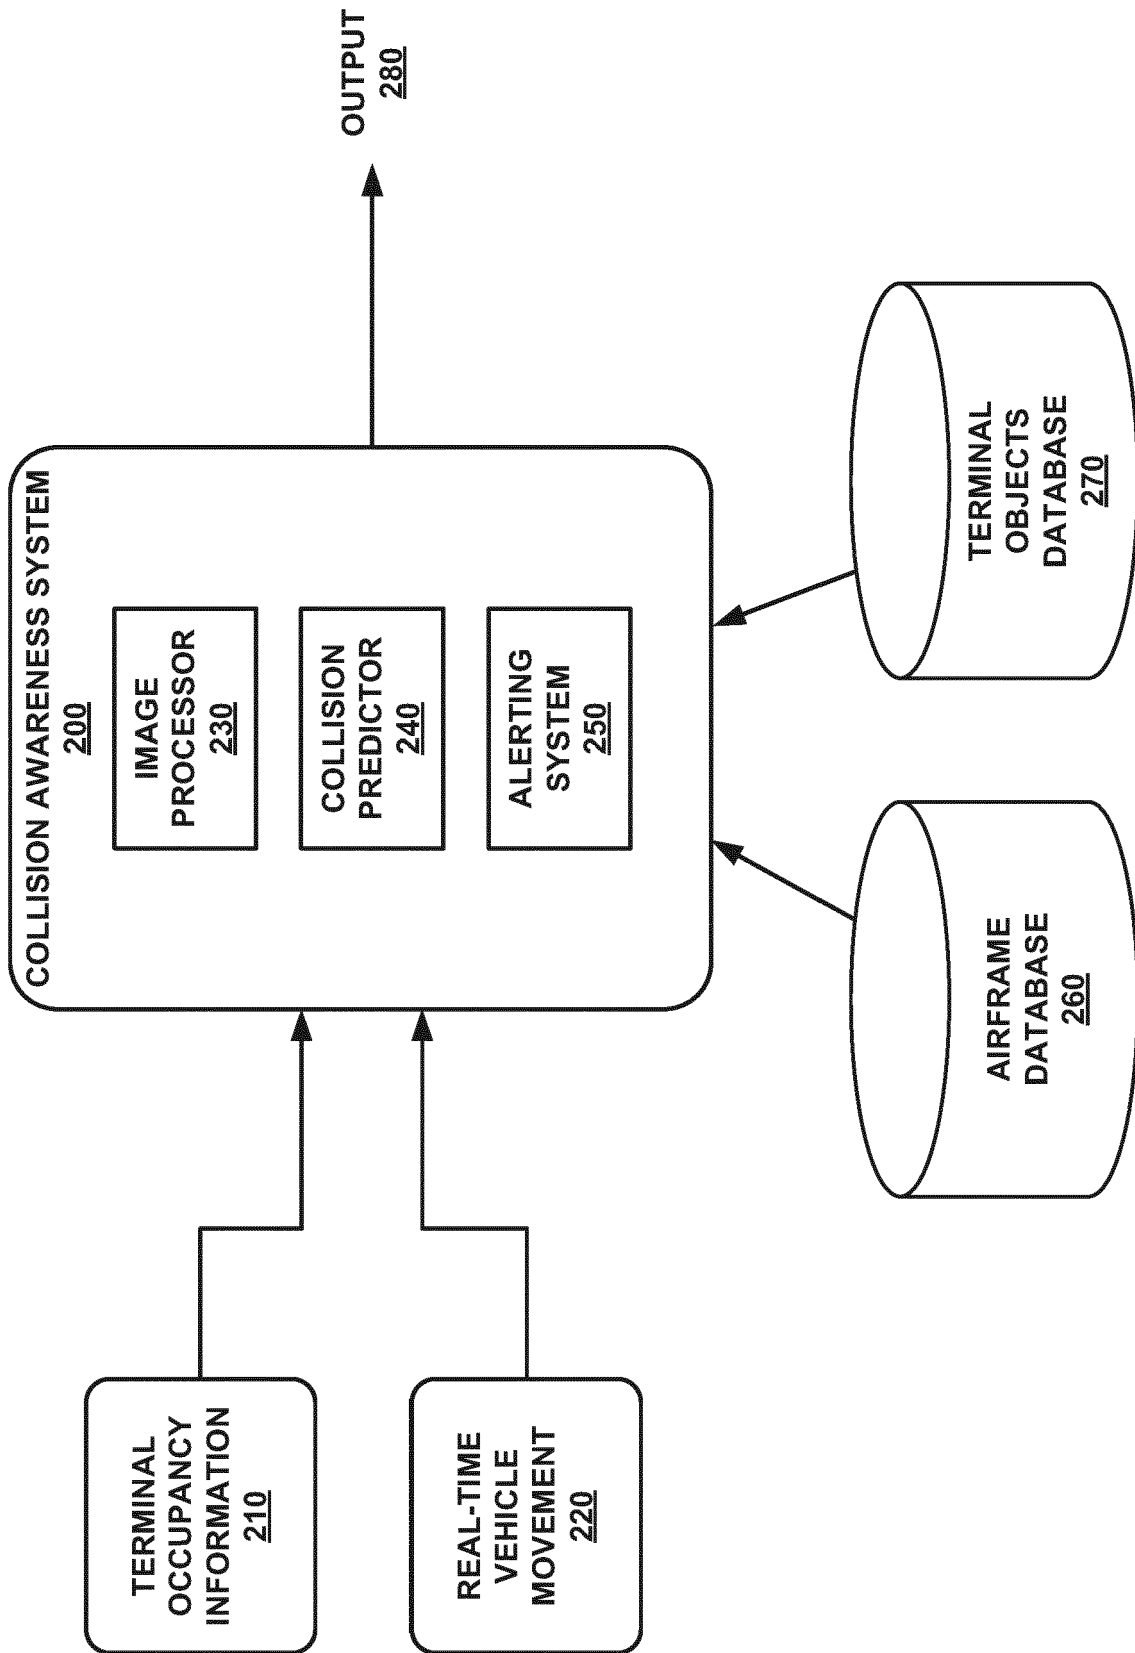 COLLISION AWARENESS SYSTEM
200
TERMINAL
OCCUPANCY
INFORMATION
210
REAL-TIME
VEHICLE
MOVEMENT
220
IMAGE
PROCESSOR
230
COLLISION
PREDICTOR
240
ALERTING
SYSTEM
250
OUTPUT
280
AIRFRAME
DATABASE
260
TERMINAL
OBJECTS
DATABASE
270